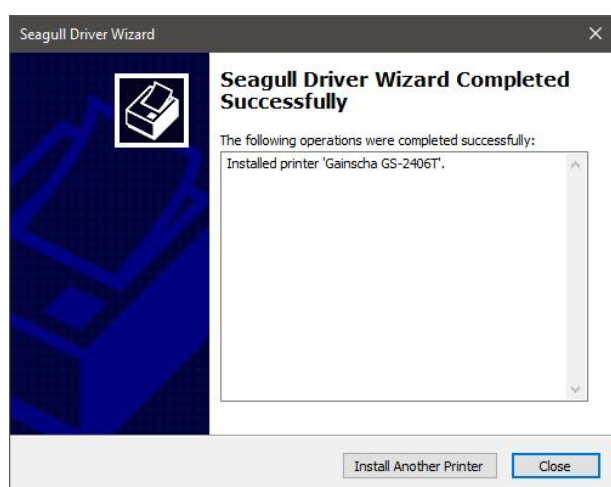 Seagull Driver Wizard
Seagull Driver Wizard Completed
Successfully
The following operations were completed successfully:
Installed printer 'Gainscha GS-2406T'.
Install Another Printer
Close